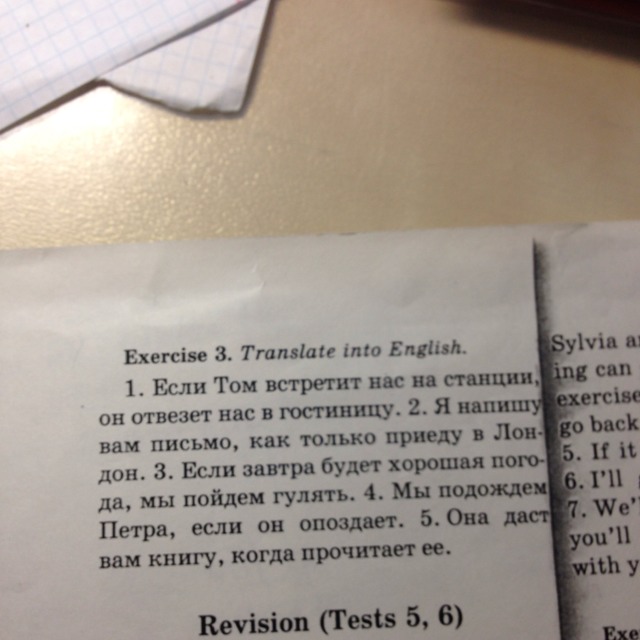 Exercise 3. Translate into English.
1. Если Том встретит нас на станции,
он отвезет нас в гостиницу. 2. Я напишу
вам письмо, как только приеду в Лон-
дон. 3. Если завтра будет хорошая пого-
да, мы пойдем гулять. 4. Мы подождем
Петра, если он опоздает. 5. Она даст
вам книгу, когда прочитает ее.
Revision (Tests 5, 6)
Sylvia
ing can
exercise
go back
5. If it
6. I'll
7. We'
you'll
with